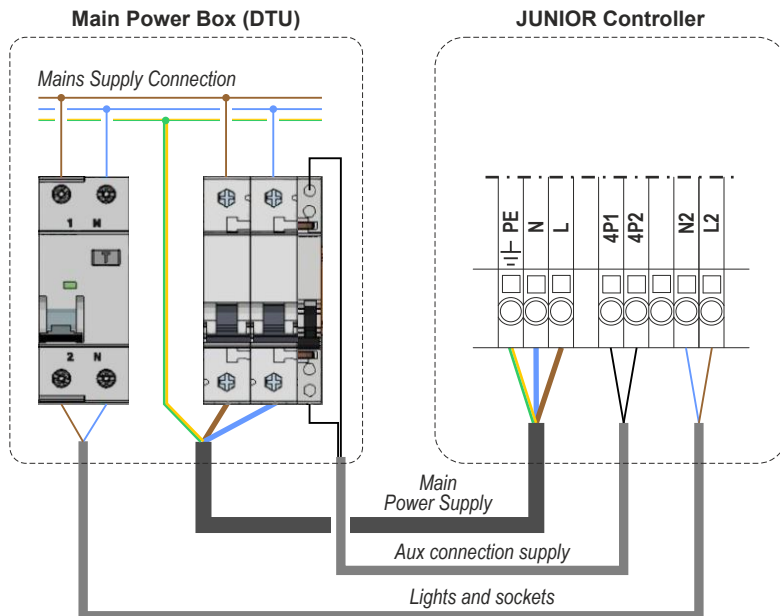 Main Power Box (DTU)
JUNIOR Controller
Mains Supply Connection
1 N
T
2 N
PE
N
L
4P1
4P2
N2
L2
Main
Power Supply
Aux connection supply
Lights and sockets